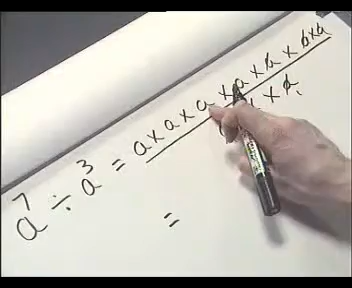 a⁷ ÷ a³ = a × a × a × a × a × a × a
× a
=